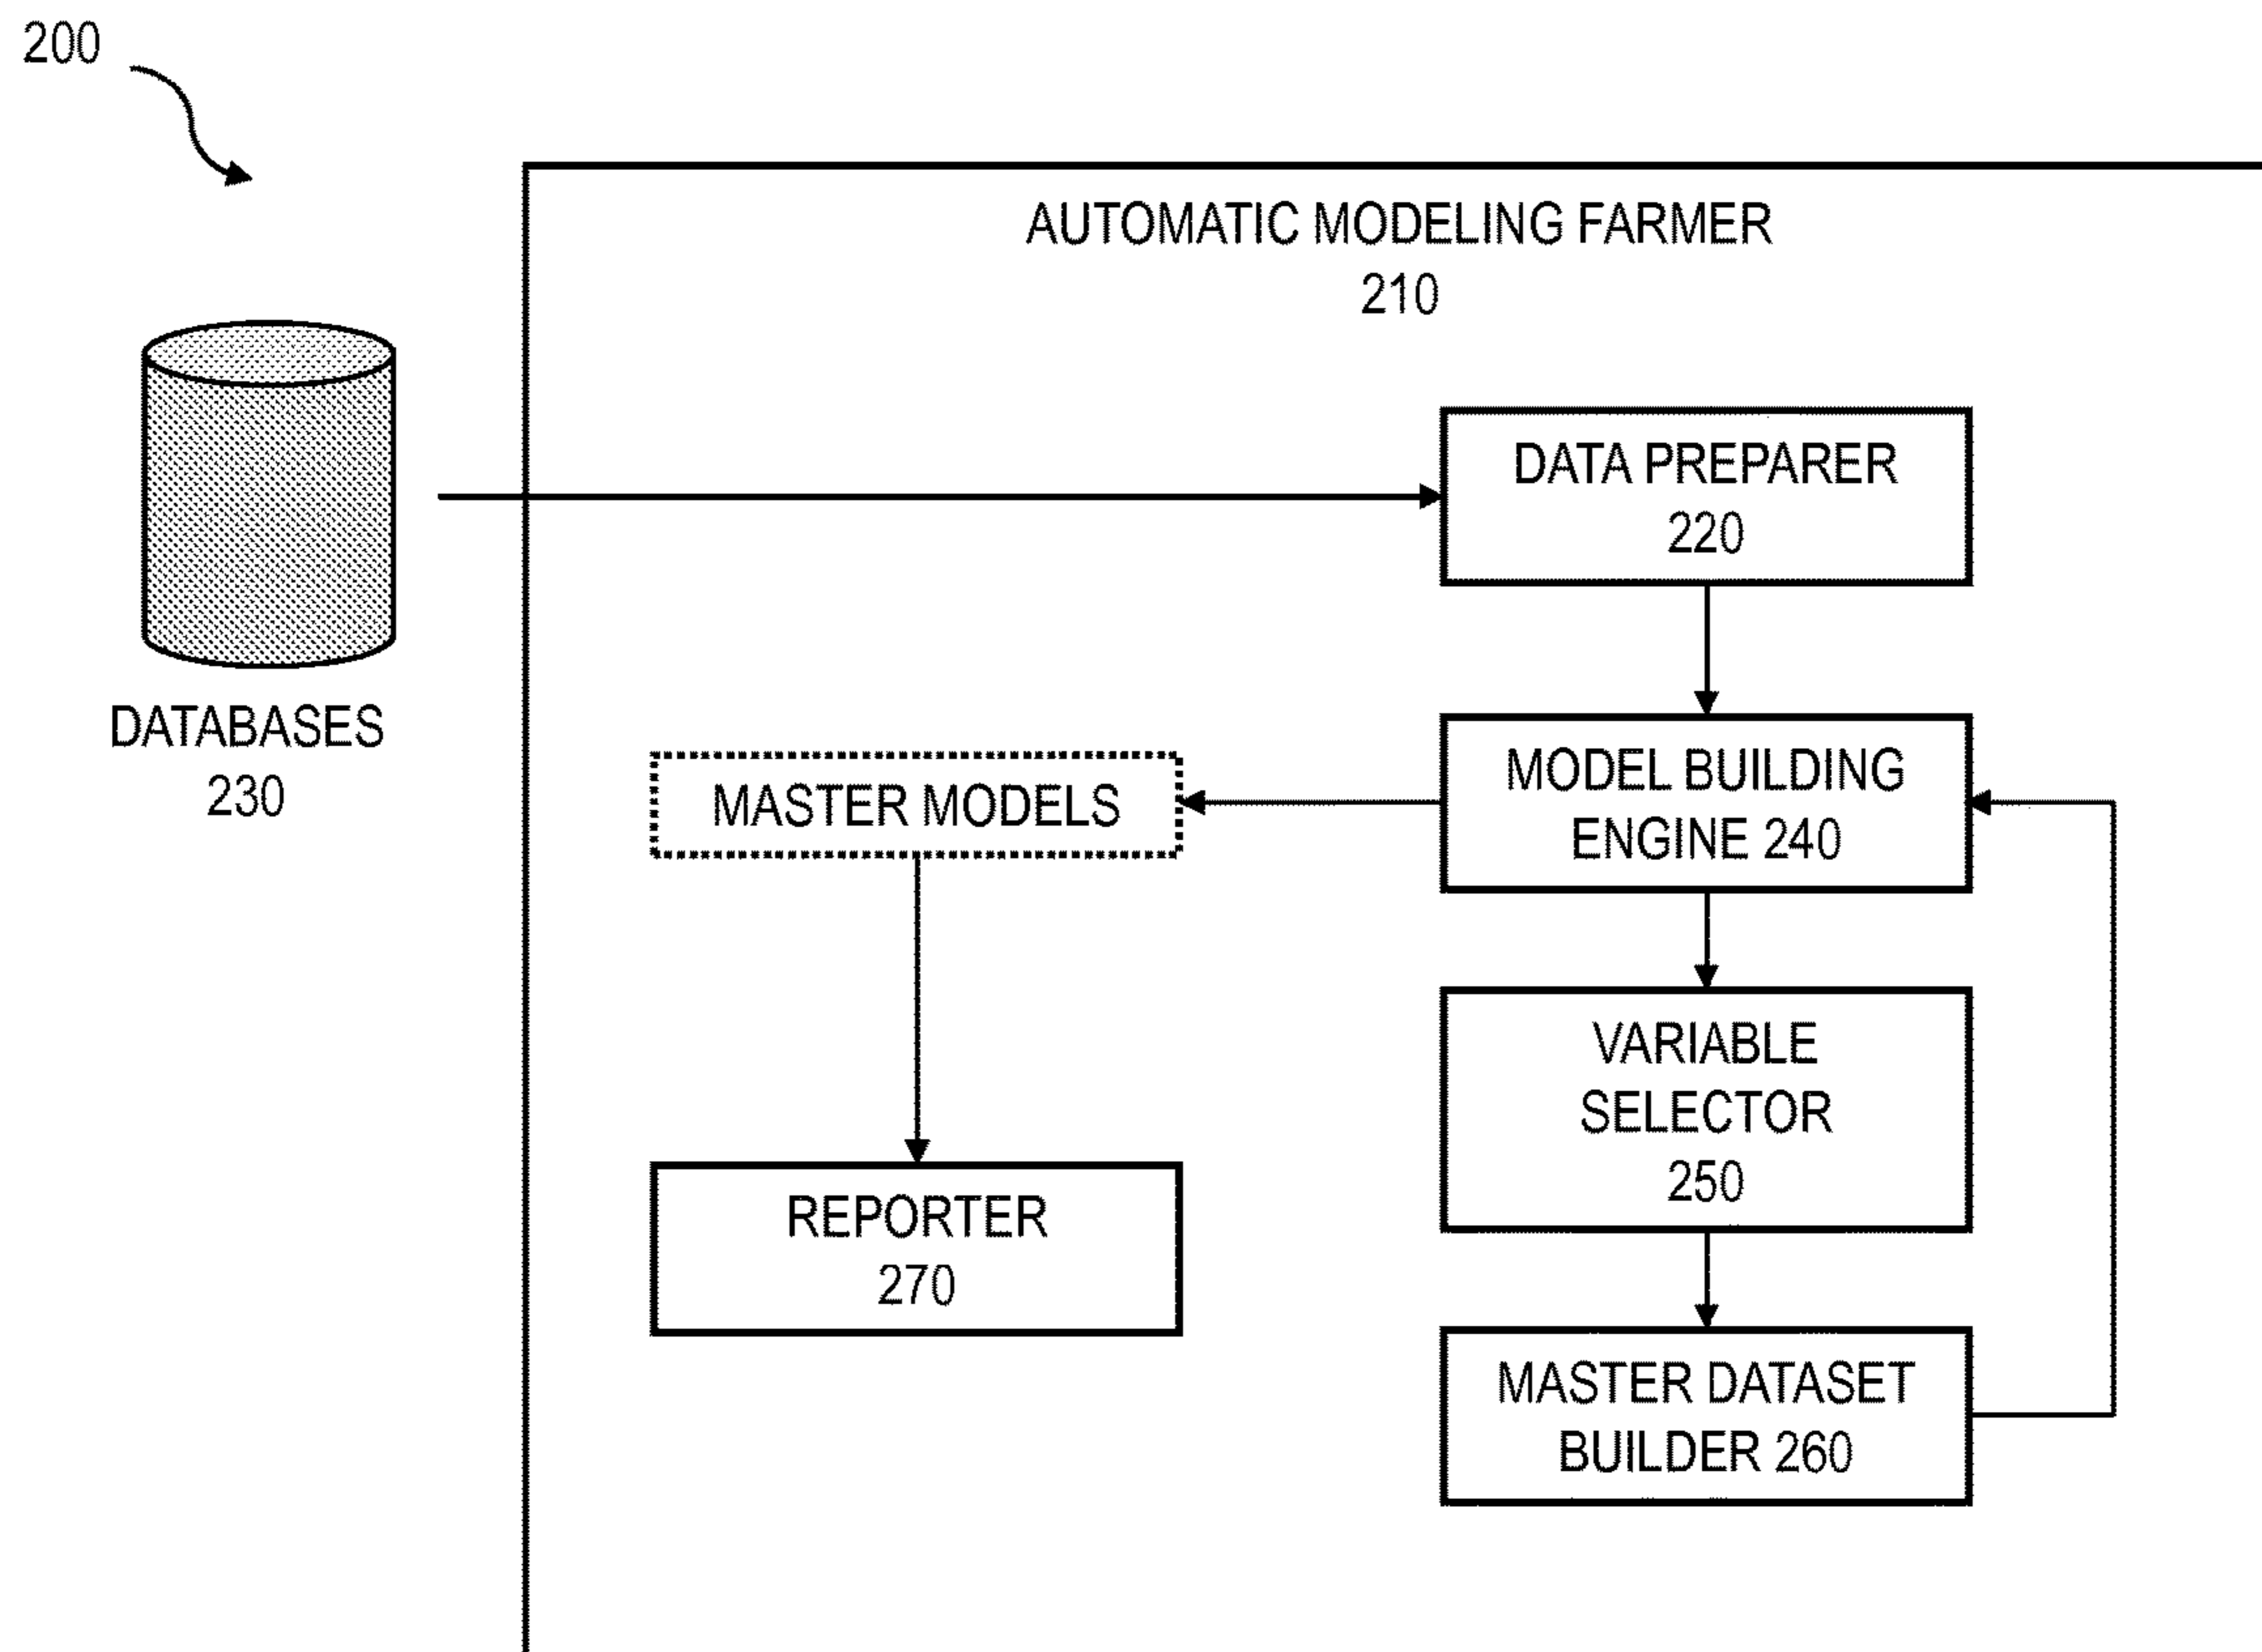 200
AUTOMATIC MODELING FARMER
210
DATA PREPARER
220
DATABASES
230
MASTER MODELS
MODEL BUILDING
ENGINE 240
VARIABLE
SELECTOR
250
REPORTER
270
MASTER DATASET
BUILDER 260